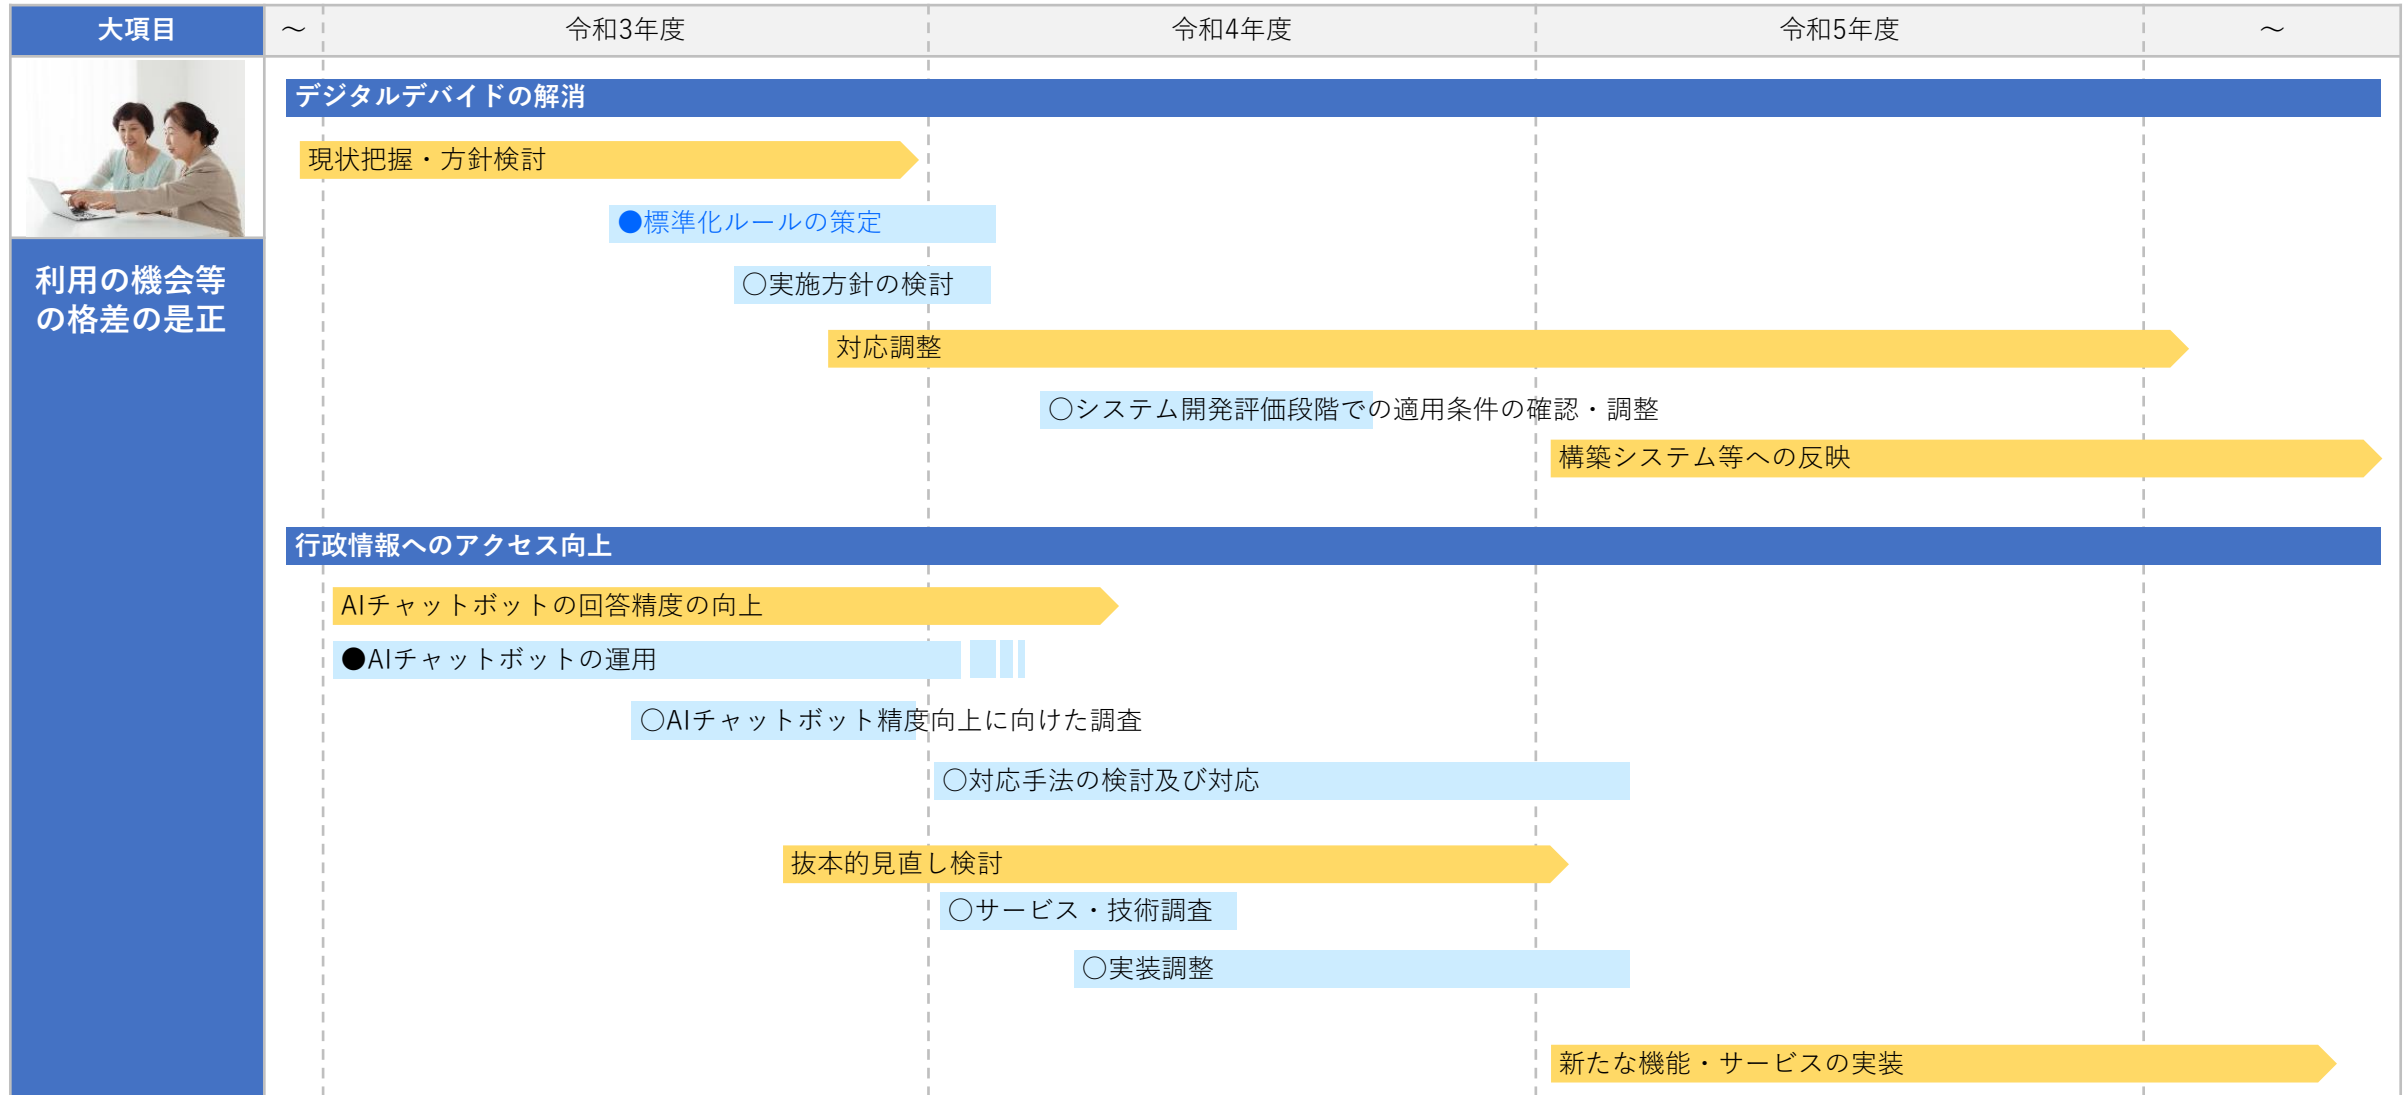 大項目
～
令和3年度
令和4年度
令和5年度
～
デジタルデバイドの解消
現状把握・方針検討
●標準化ルールの策定
利用の機会等
の格差の是正
○実施方針の検討
対応調整
○システム開発評価段階での適用条件の確認・調整
構築システム等への反映
行政情報へのアクセス向上
AIチャットボットの回答精度の向上
●AIチャットボットの運用
○AIチャットボット精度向上に向けた調査
○対応手法の検討及び対応
抜本的見直し検討
○サービス・技術調査
○実装調整
新たな機能・サービスの実装